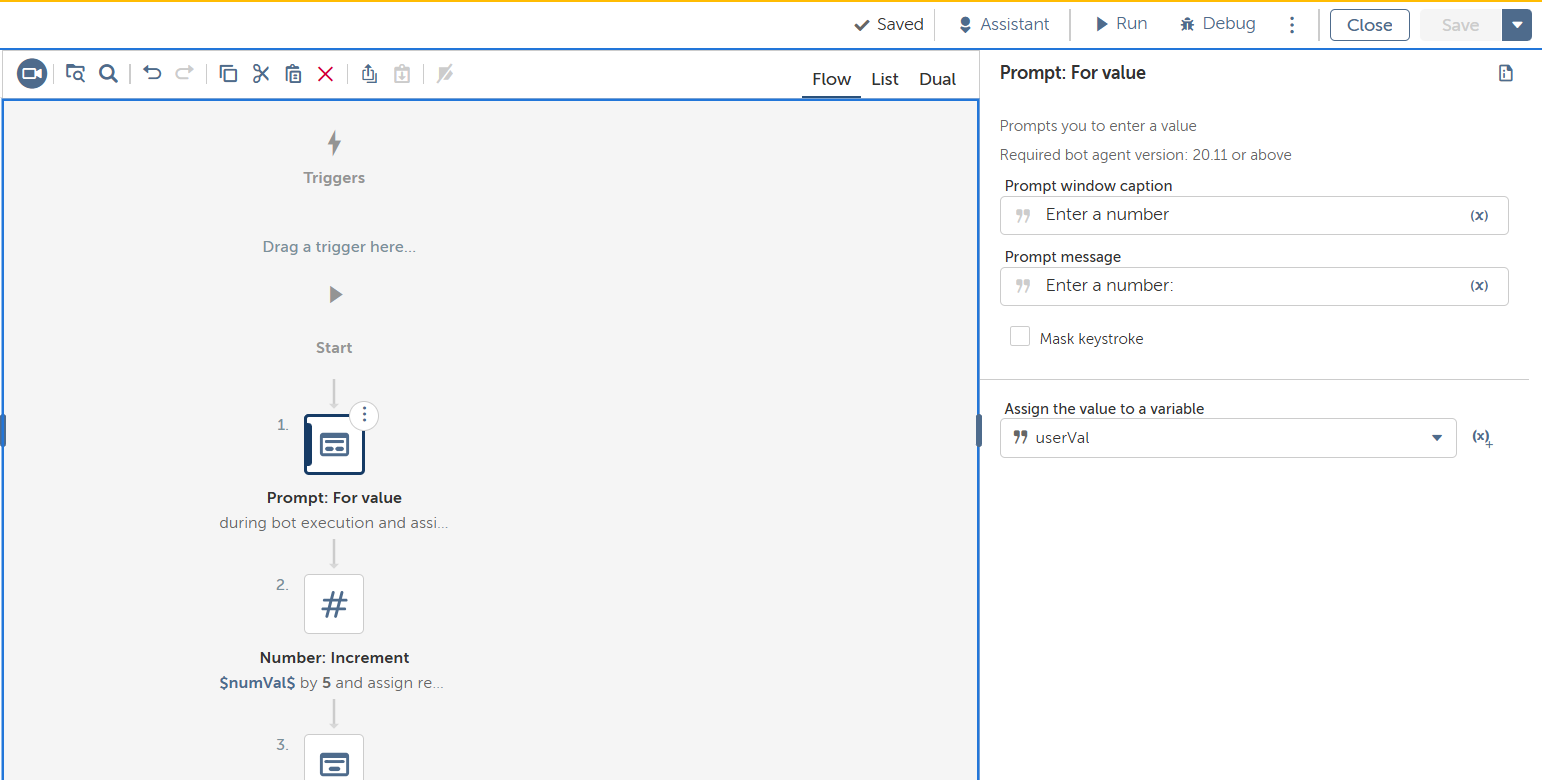 Saved
Assistant
Run
Debug
Close
Save
Flow
List
Dual
Triggers
Drag a trigger here...
Start
1.
Prompt: For value
during bot execution and assi...
2.
#
Number: Increment
$numVal$ by 5 and assign re...
3.
Prompt: For value
Prompts you to enter a value
Required bot agent version: 20.11 or above
Prompt window caption
Enter a number
(x)
Prompt message
Enter a number:
(x)
Mask keystroke
Assign the value to a variable
userVal
(x)+